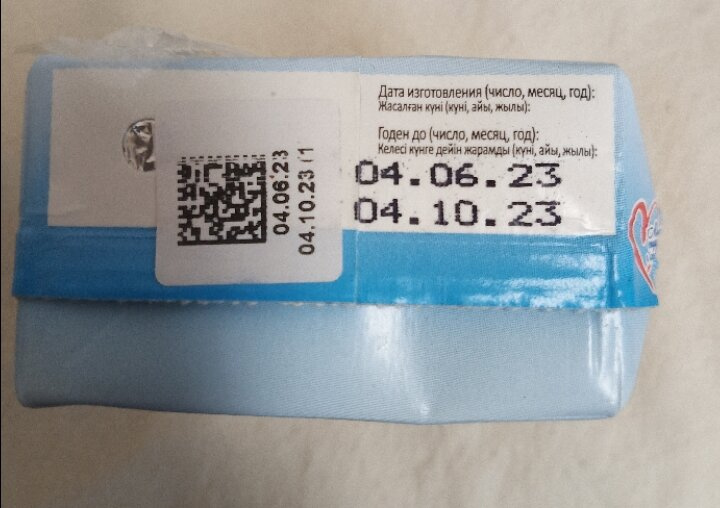 Дата изготовления (число, месяц, год):
Жасалған күні (күні, айы, жылы):
Годен до (число, месяц, год):
Келесі күнге дейін жарамды (күні, айы, жылы):
04.06.23
04.10.23
04.06.23
04.10.23 (1